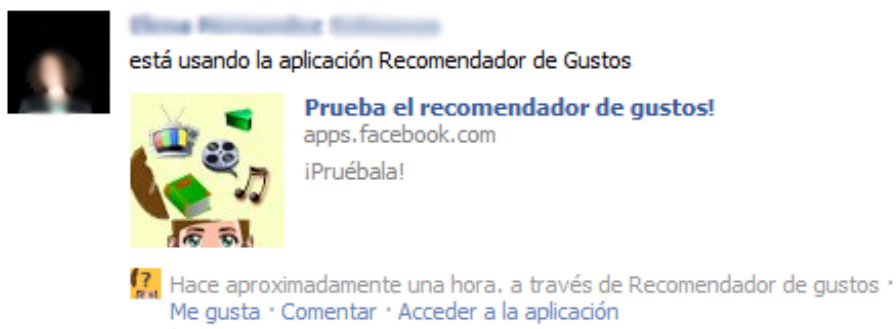 está usando la aplicación Recomendador de Gustos
Prueba el recomendador de gustos!
apps.facebook.com
¡Pruébala!
Hace aproximadamente una hora. a través de Recomendador de gustos ·
Me gusta · Comentar · Acceder a la aplicación